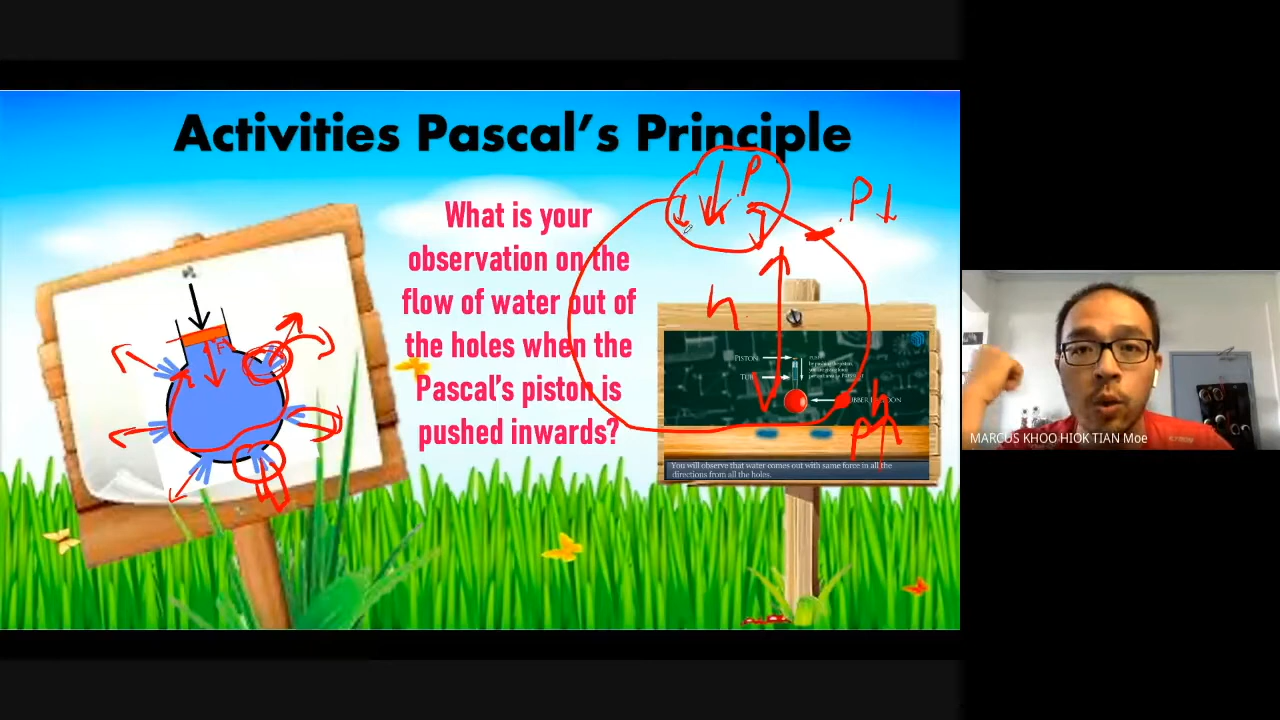 Activities Pascal's Principle
What is your
observation on the
flow of water out of
the holes when the
Pascal's piston is
pushed inwards?
P
P↓
h
F
PISTON
TUBE
P↑
You will observe that water comes out with same force in all the
directions from all the holes.
MARCUS KHOO HIOK TIAN Moe